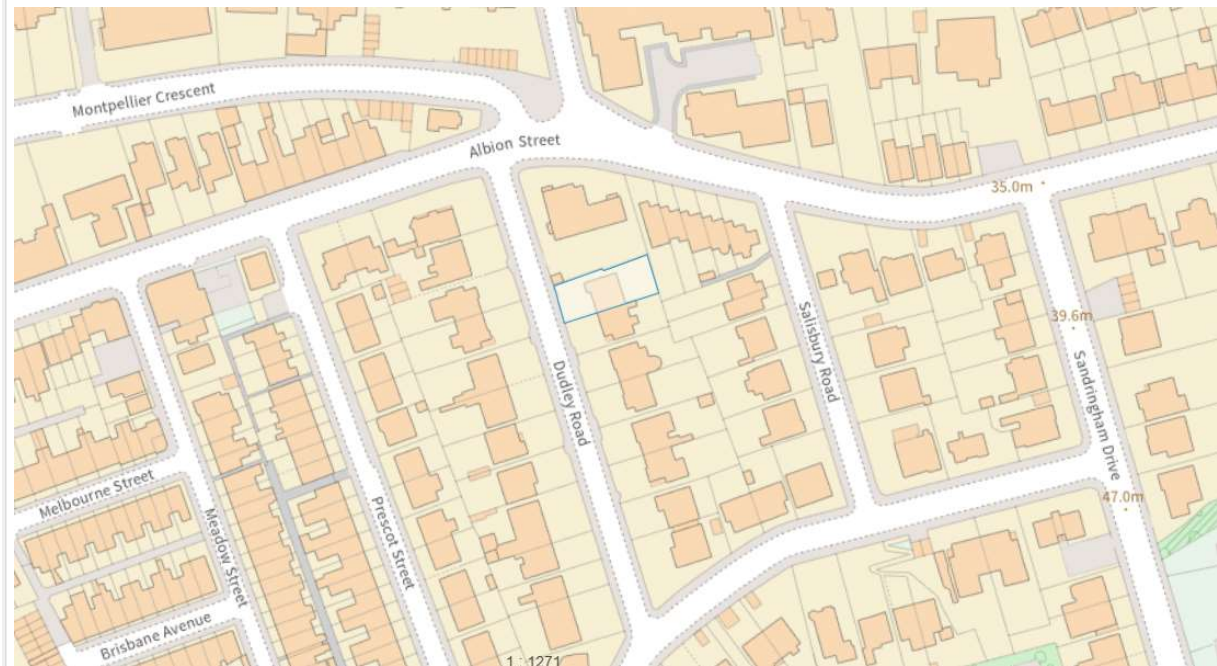 Montpellier Crescent
Albion Street
35.0m
39.6m
Salisbury Road
Dudley Road
Sandringham Drive
47.0m
Melbourne Street
Meadow Street
Prescot Street
Brisbane Avenue
1 : 1271